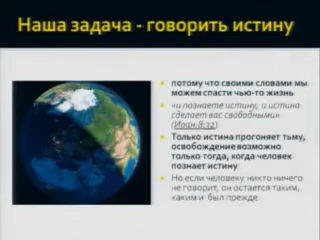 Наша задача - говорить истину
потому что своими словами мы
можем спасти чью-то жизнь
«и познаете истину, и истина
сделает вас свободными»
(Иоан.8:32)
Только истина прогоняет тьму,
освобождение возможно
только тогда, когда человек
познает истину
Но если человеку никто ничего
не говорит, он остается таким,
каким и был прежде